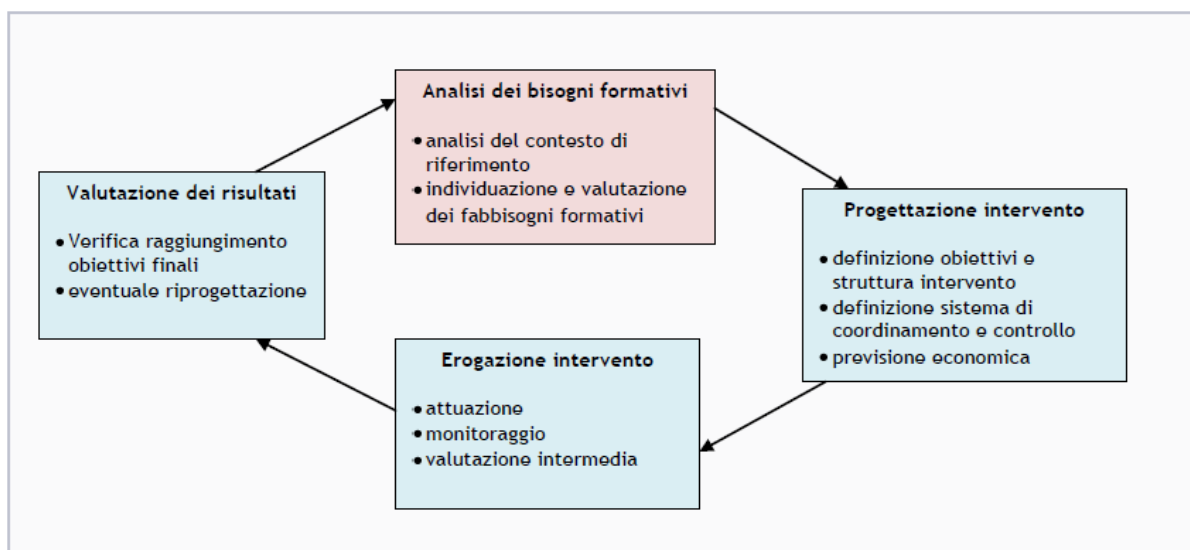 Analisi dei bisogni formativi
• analisi del contesto di
riferimento
• individuazione e valutazione
dei fabbisogni formativi
Valutazione dei risultati
• Verifica raggiungimento
obiettivi finali
• eventuale riprogettazione
Progettazione intervento
• definizione obiettivi e
struttura intervento
• definizione sistema di
coordinamento e controllo
• previsione economica
Erogazione intervento
• attuazione
• monitoraggio
• valutazione intermedia